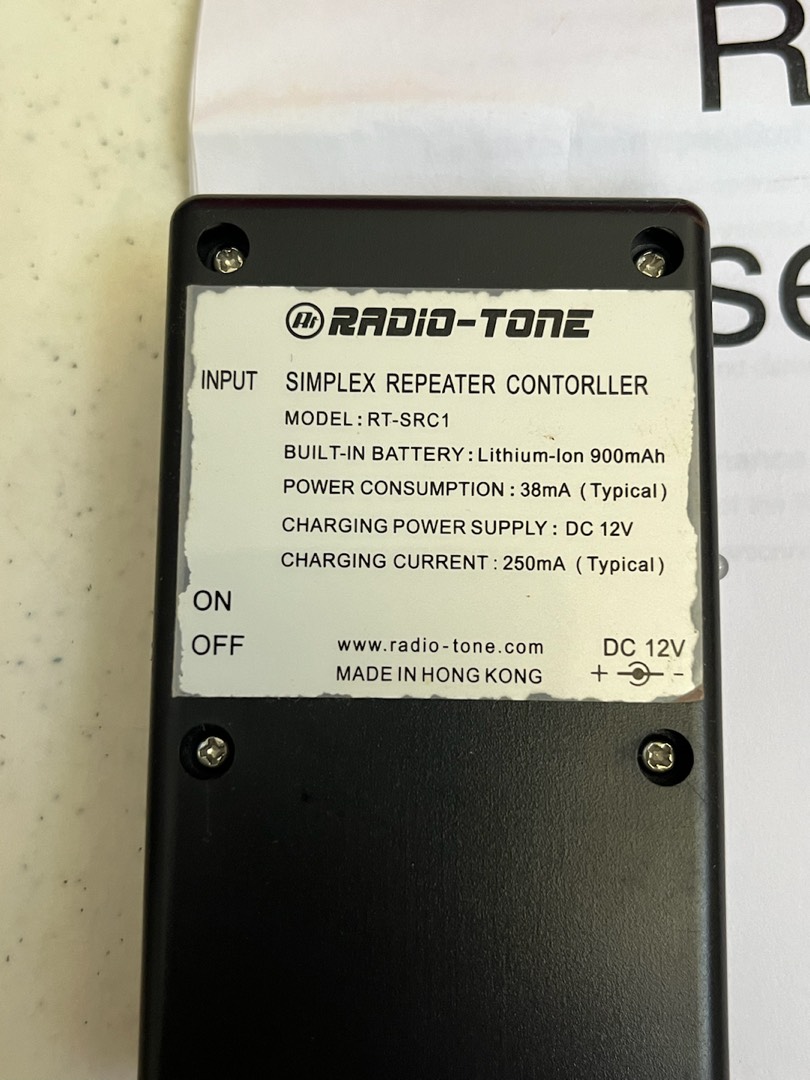 R
se
RADIO-TONE
INPUT SIMPLEX REPEATER CONTORLLER
MODEL: RT-SRC1
BUILT-IN BATTERY: Lithium-Ion 900mAh
POWER CONSUMPTION: 38mA (Typical)
CHARGING POWER SUPPLY: DC 12V
CHARGING CURRENT: 250mA (Typical)
ON
OFF www.radio-tone.com DC 12V
MADE IN HONG KONG + -